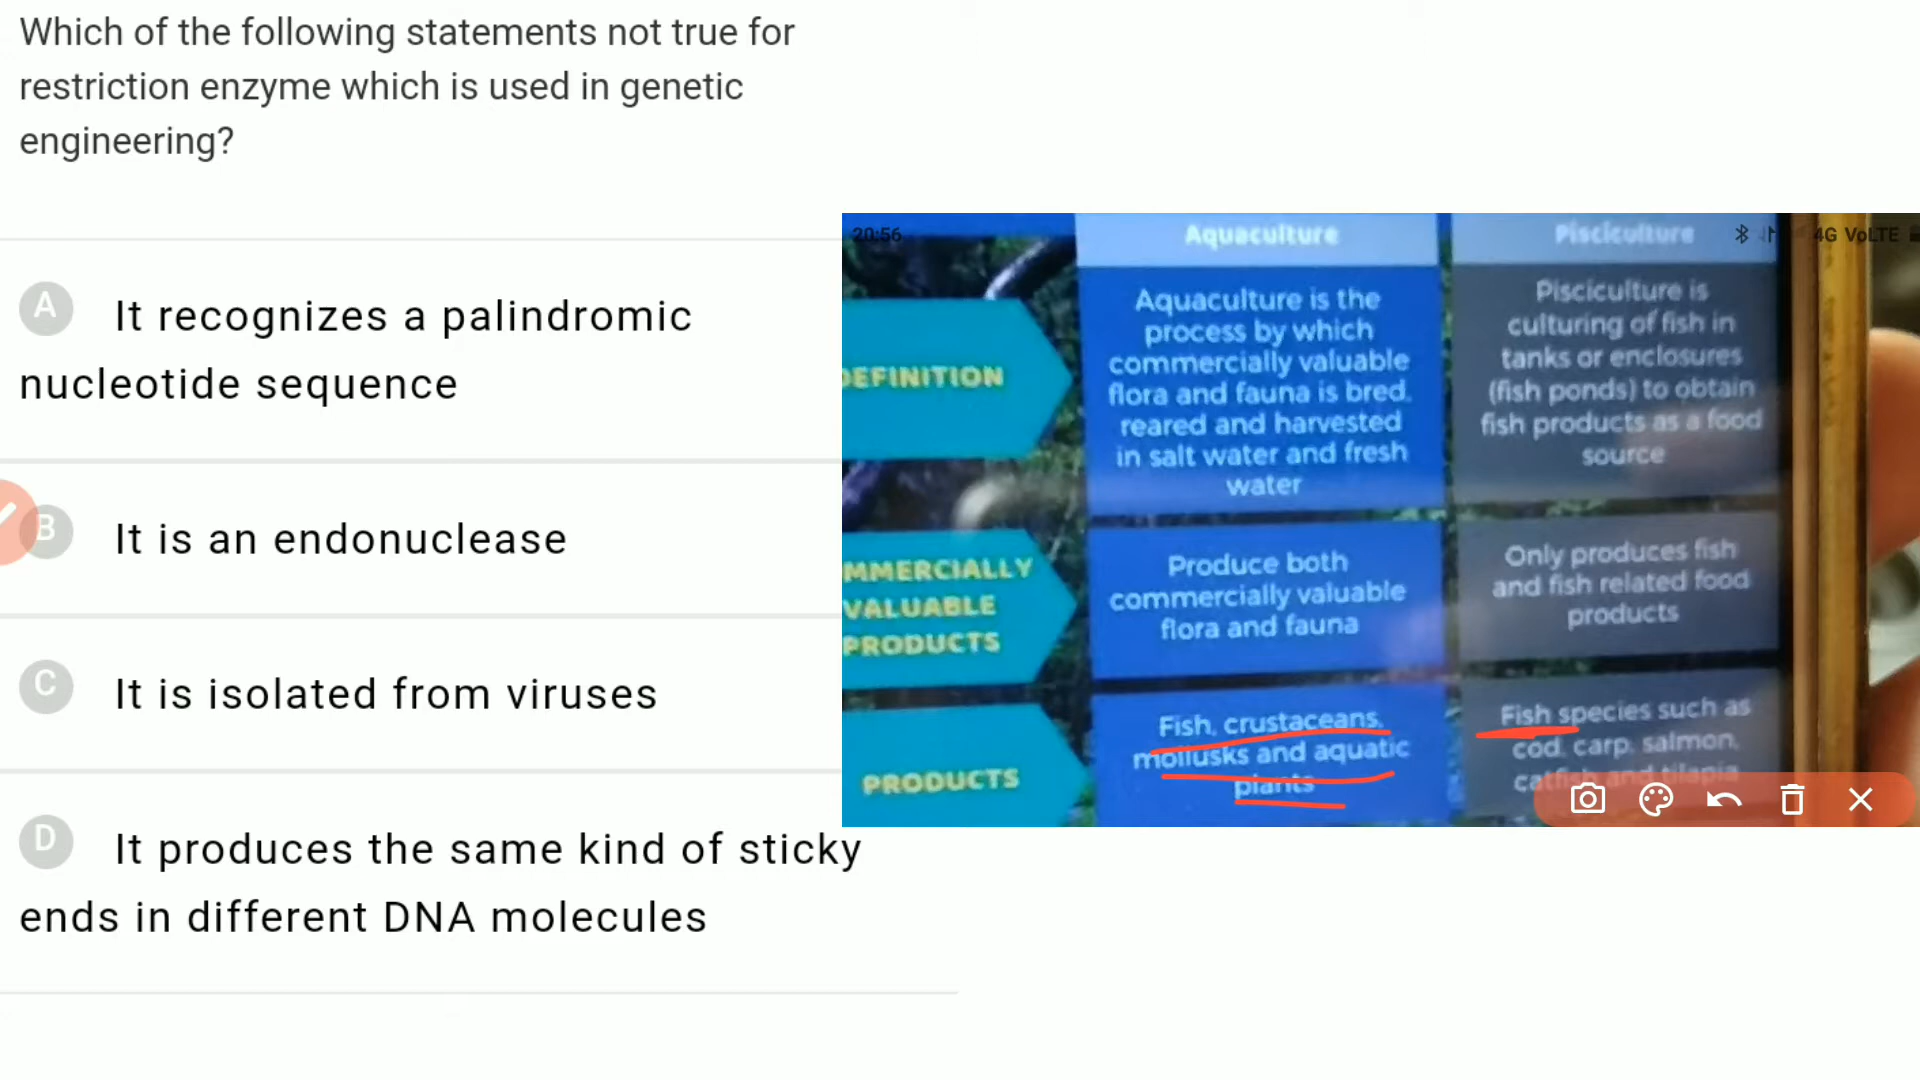 Which of the following statements not true for
restriction enzyme which is used in genetic
engineering?
A It recognizes a palindromic
nucleotide sequence
B It is an endonuclease
C It is isolated from viruses
D It produces the same kind of sticky
ends in different DNA molecules
20:56
4G VoLTE
Aquaculture
Pisciculture
DEFINITION
Aquaculture is the
process by which
commercially valuable
flora and fauna is bred,
reared and harvested
in salt water and fresh
water
Pisciculture is
culturing of fish in
tanks or enclosures
(fish ponds) to obtain
fish products as a food
source
MMERCIALLY
VALUABLE
PRODUCTS
Produce both
commercially valuable
flora and fauna
Only produces fish
and fish related food
products
PRODUCTS
Fish, crustaceans,
mollusks and aquatic
plants
Fish species such as
cod, carp, salmon,
catfish and tilapia